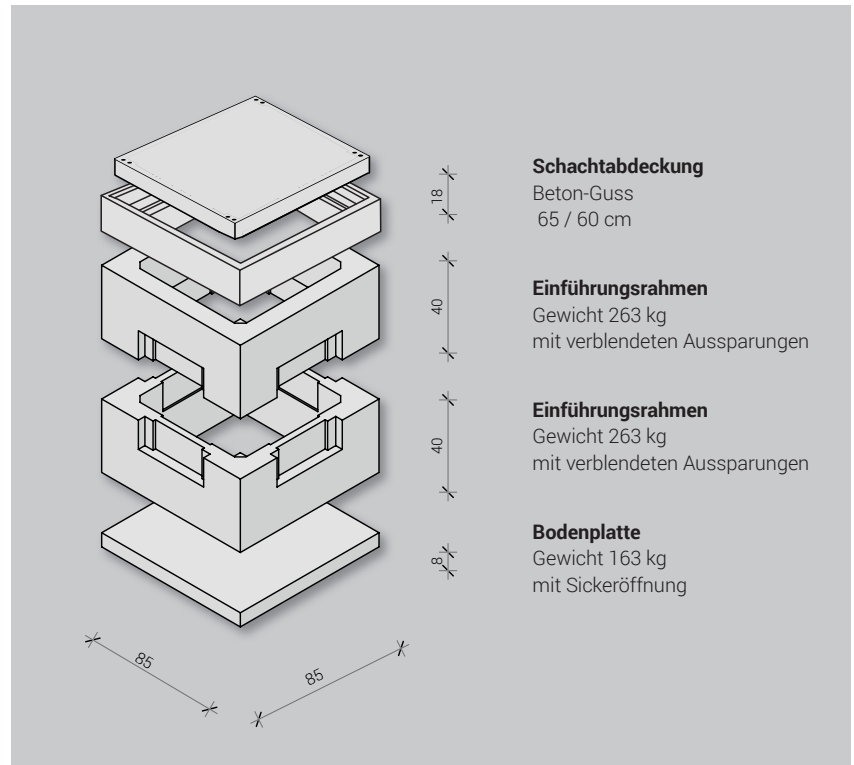 Schachtabdeckung
Beton-Guss
65 / 60 cm
18
Einführungsrahmen
Gewicht 263 kg
mit verblendeten Aussparungen
40
Einführungsrahmen
Gewicht 263 kg
mit verblendeten Aussparungen
40
Bodenplatte
Gewicht 163 kg
mit Sickeröffnung
8
85
85